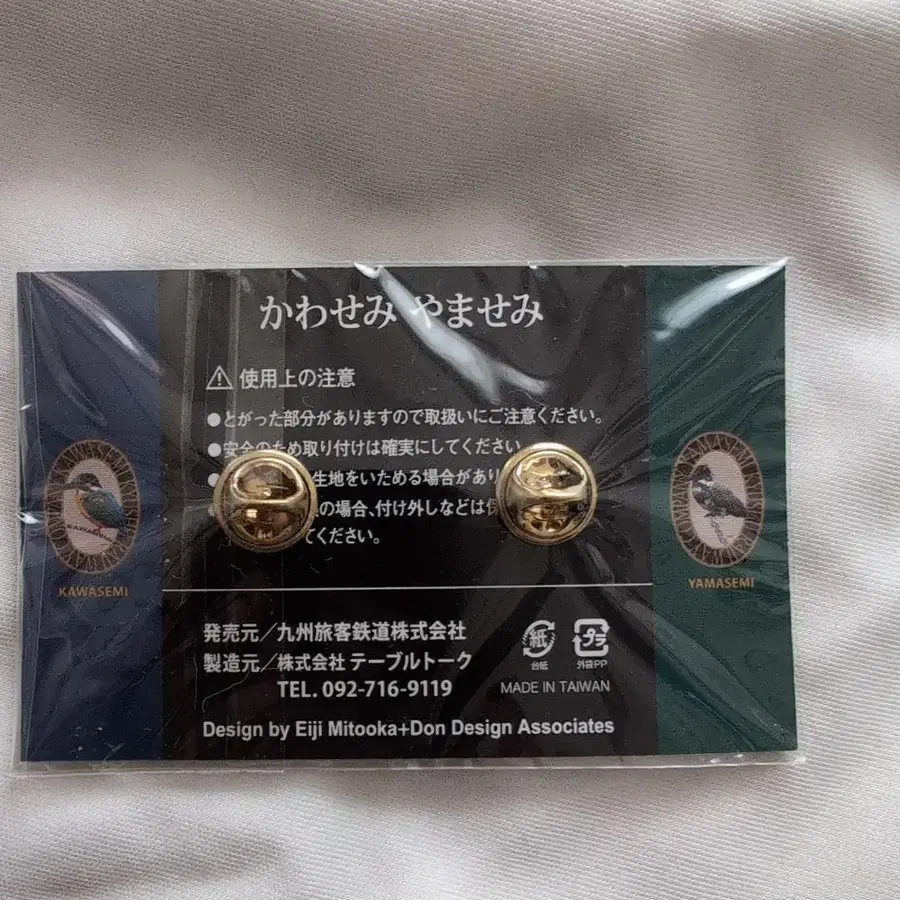 かわせみ やませみ
使用上の注意
●とがった部分がありますので取扱いにご注意ください。
●安全のため取り付けは確実にしてください
生地をいためる場合があり
の場合、付け外しなどは
てください。
KAWASEMI
YAMASEMI
発売元／九州旅客鉄道株式会社
製造元／株式会社 テーブルトーク
TEL. 092-716-9119
紙
台紙
プラ
外袋PP
MADE IN TAIWAN
Design by Eiji Mitooka+Don Design Associates